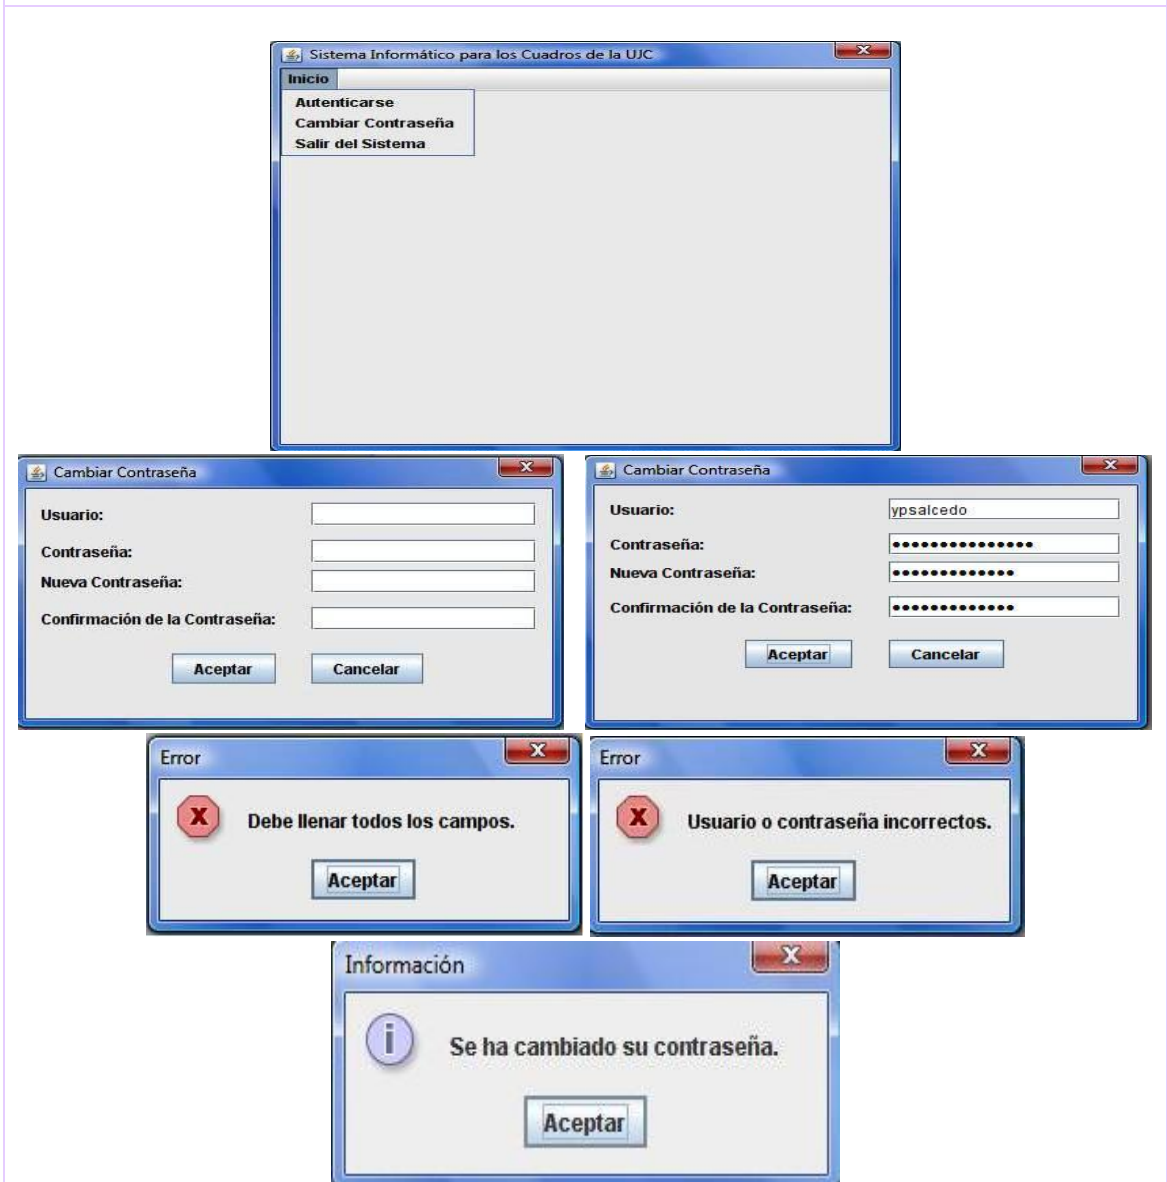 Sistema Informático para los Cuadros de la UJC
Inicio
Autenticarse
Cambiar Contraseña
Salir del Sistema
Cambiar Contraseña
Usuario:
Contraseña:
Nueva Contraseña:
Confirmación de la Contraseña:
Aceptar Cancelar
Cambiar Contraseña
Usuario: ypsalcedo
Contraseña: •••••••••••••••
Nueva Contraseña: •••••••••••••
Confirmación de la Contraseña: •••••••••••••
Aceptar Cancelar
Error
Debe llenar todos los campos.
Aceptar
Error
Usuario o contraseña incorrectos.
Aceptar
Información
Se ha cambiado su contraseña.
Aceptar